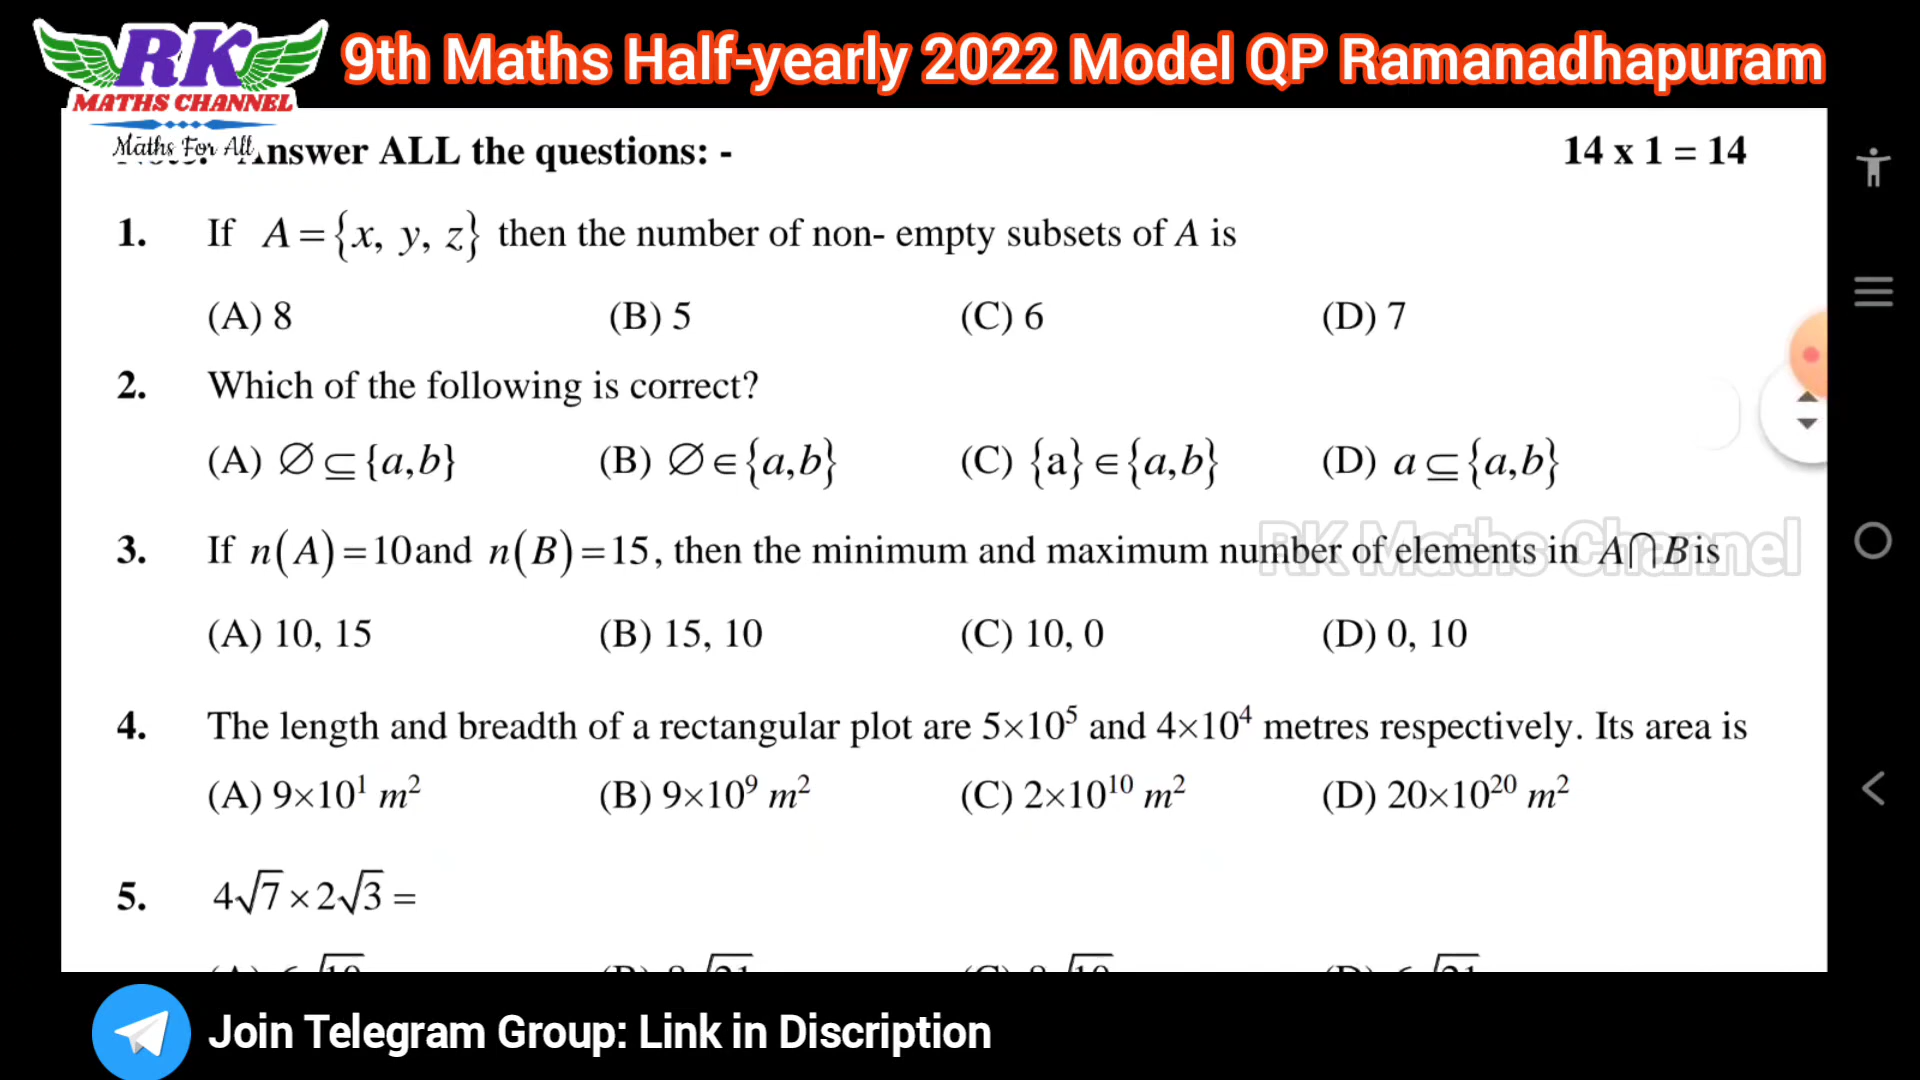 RK
MATHS CHANNEL
Maths For All
9th Maths Half-yearly 2022 Model QP Ramanadhapuram
Answer ALL the questions: - 14 x 1 = 14
1. If A = {x, y, z} then the number of non- empty subsets of A is
(A) 8 (B) 5 (C) 6 (D) 7
2. Which of the following is correct?
(A) ∅ ⊆ {a,b} (B) ∅ ∈ {a,b} (C) {a} ∈ {a,b} (D) a ⊆ {a,b}
3. If n(A) = 10 and n(B) = 15, then the minimum and maximum number of elements in A⋂B is
RK Maths Channel
(A) 10, 15 (B) 15, 10 (C) 10, 0 (D) 0, 10
4. The length and breadth of a rectangular plot are 5×10⁵ and 4×10⁴ metres respectively. Its area is
(A) 9×10¹ m² (B) 9×10⁹ m² (C) 2×10¹⁰ m² (D) 20×10²⁰ m²
5. 4√7 × 2√3 =
Join Telegram Group: Link in Discription